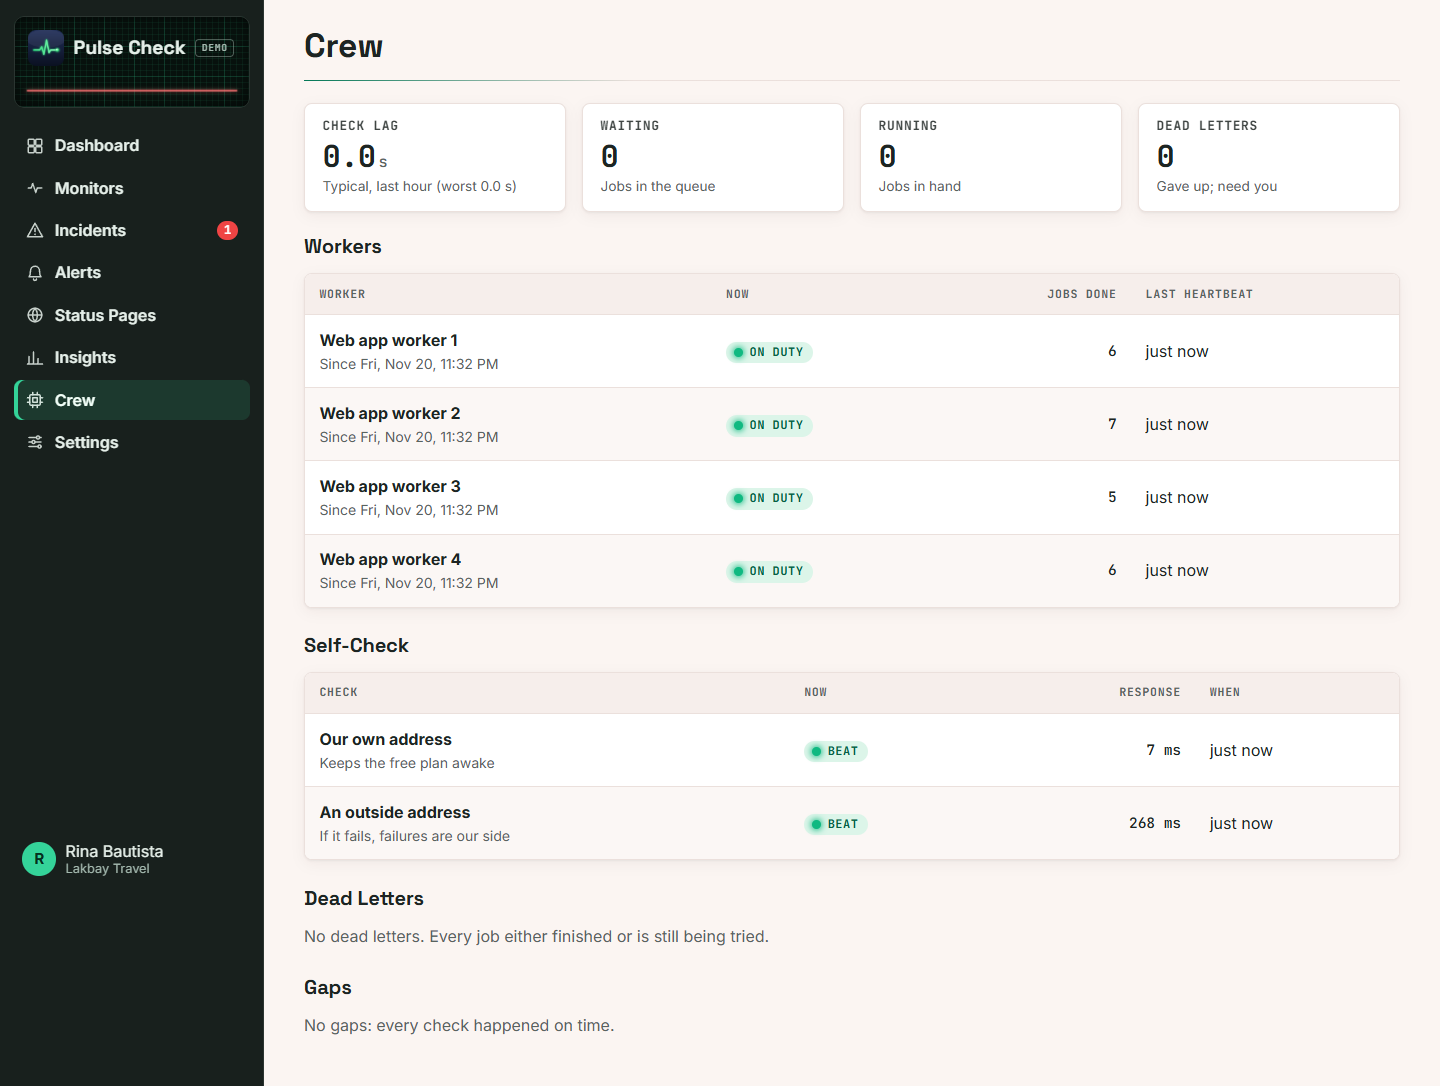 Pulse Check DEMO
Dashboard
Monitors
Incidents 1
Alerts
Status Pages
Insights
Crew
Settings
R
Rina Bautista
Lakbay Travel
Crew
CHECK LAG
0.0 s
Typical, last hour (worst 0.0 s)
WAITING
0
Jobs in the queue
RUNNING
0
Jobs in hand
DEAD LETTERS
0
Gave up; need you
Workers
WORKER NOW JOBS DONE LAST HEARTBEAT
Web app worker 1
Since Fri, Nov 20, 11:32 PM
ON DUTY 6 just now
Web app worker 2
Since Fri, Nov 20, 11:32 PM
ON DUTY 7 just now
Web app worker 3
Since Fri, Nov 20, 11:32 PM
ON DUTY 5 just now
Web app worker 4
Since Fri, Nov 20, 11:32 PM
ON DUTY 6 just now
Self-Check
CHECK NOW RESPONSE WHEN
Our own address
Keeps the free plan awake
BEAT 7 ms just now
An outside address
If it fails, failures are our side
BEAT 268 ms just now
Dead Letters
No dead letters. Every job either finished or is still being tried.
Gaps
No gaps: every check happened on time.